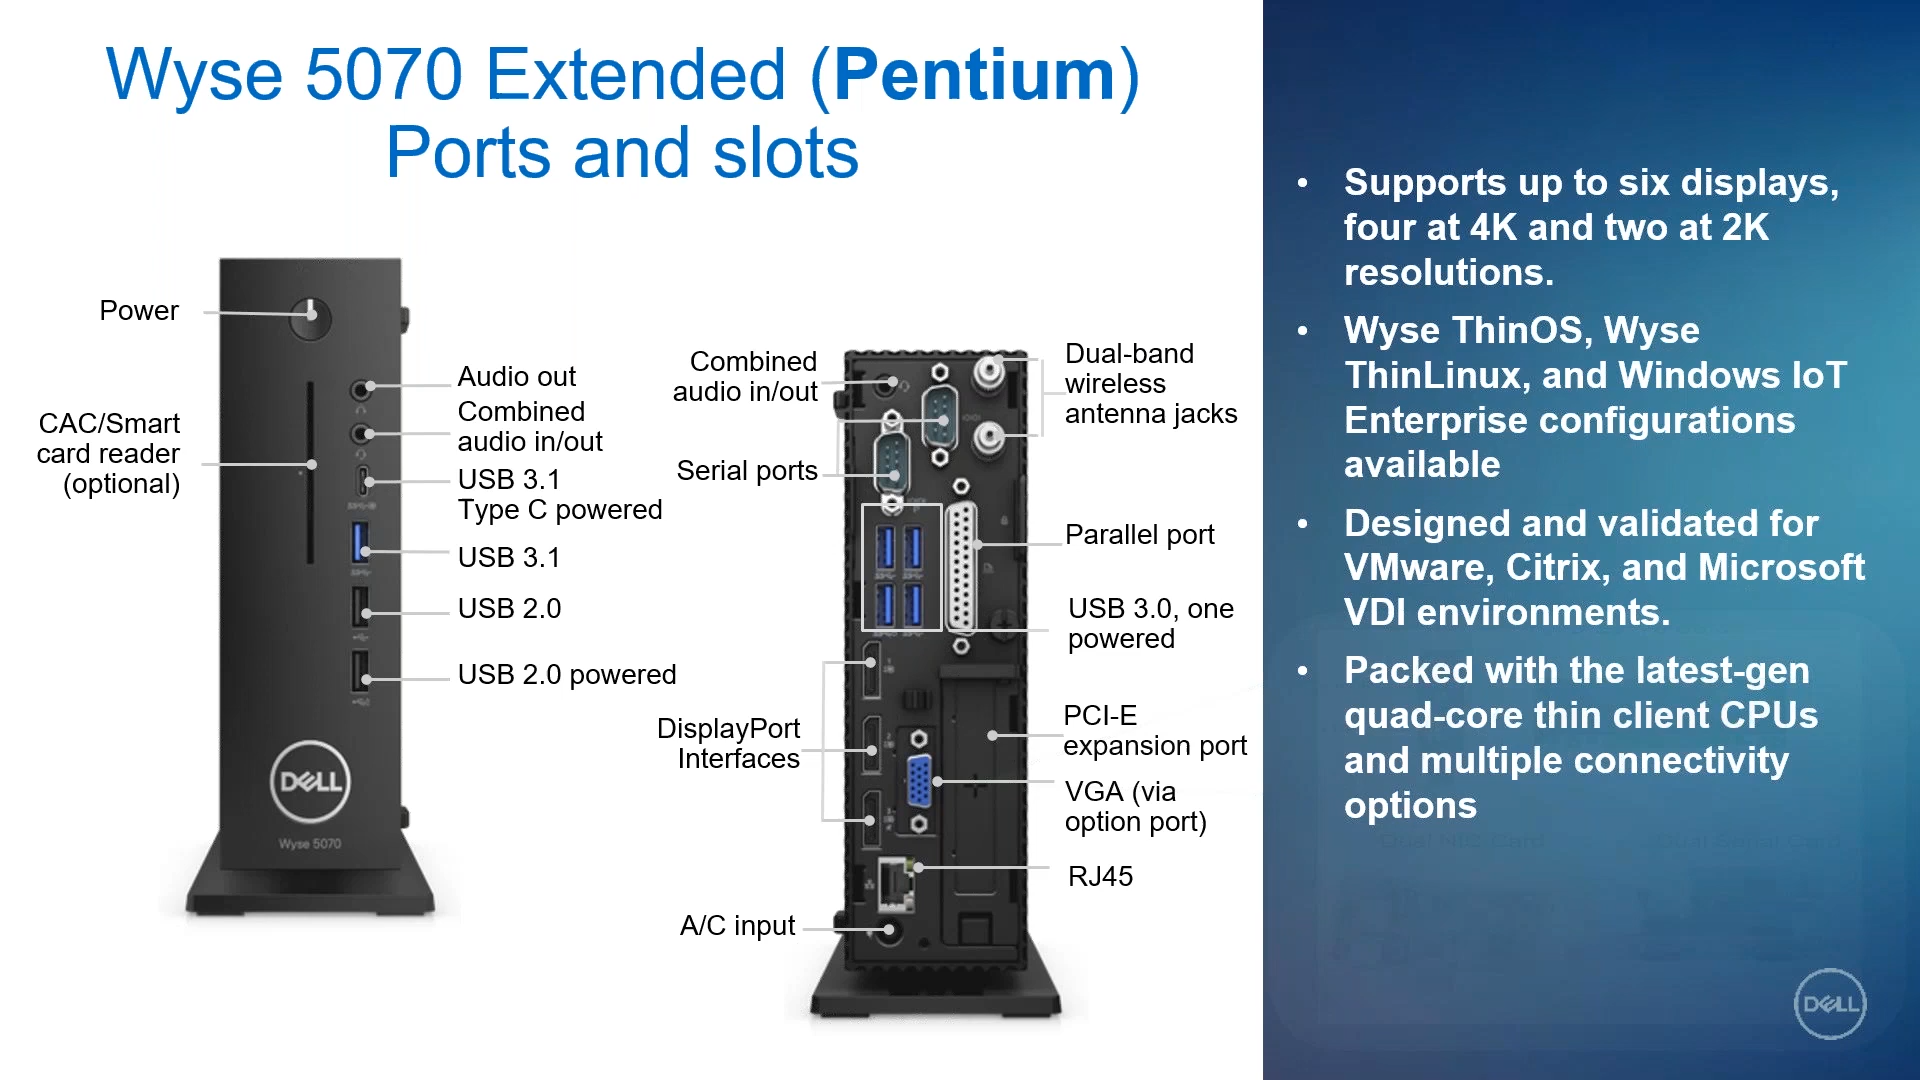 Wyse 5070 Extended (Pentium)
Ports and slots
Power
CAC/Smart
card reader
(optional)
Audio out
Combined
audio in/out
USB 3.1
Type C powered
USB 3.1
USB 2.0
USB 2.0 powered
DELL
Wyse 5070
Combined
audio in/out
Serial ports
DisplayPort
Interfaces
A/C input
Dual-band
wireless
antenna jacks
Parallel port
USB 3.0, one
powered
PCI-E
expansion port
VGA (via
option port)
RJ45
• Supports up to six displays,
four at 4K and two at 2K
resolutions.
• Wyse ThinOS, Wyse
ThinLinux, and Windows IoT
Enterprise configurations
available
• Designed and validated for
VMware, Citrix, and Microsoft
VDI environments.
• Packed with the latest-gen
quad-core thin client CPUs
and multiple connectivity
options
Dual NIC Card
Dual Serial Card
DELL